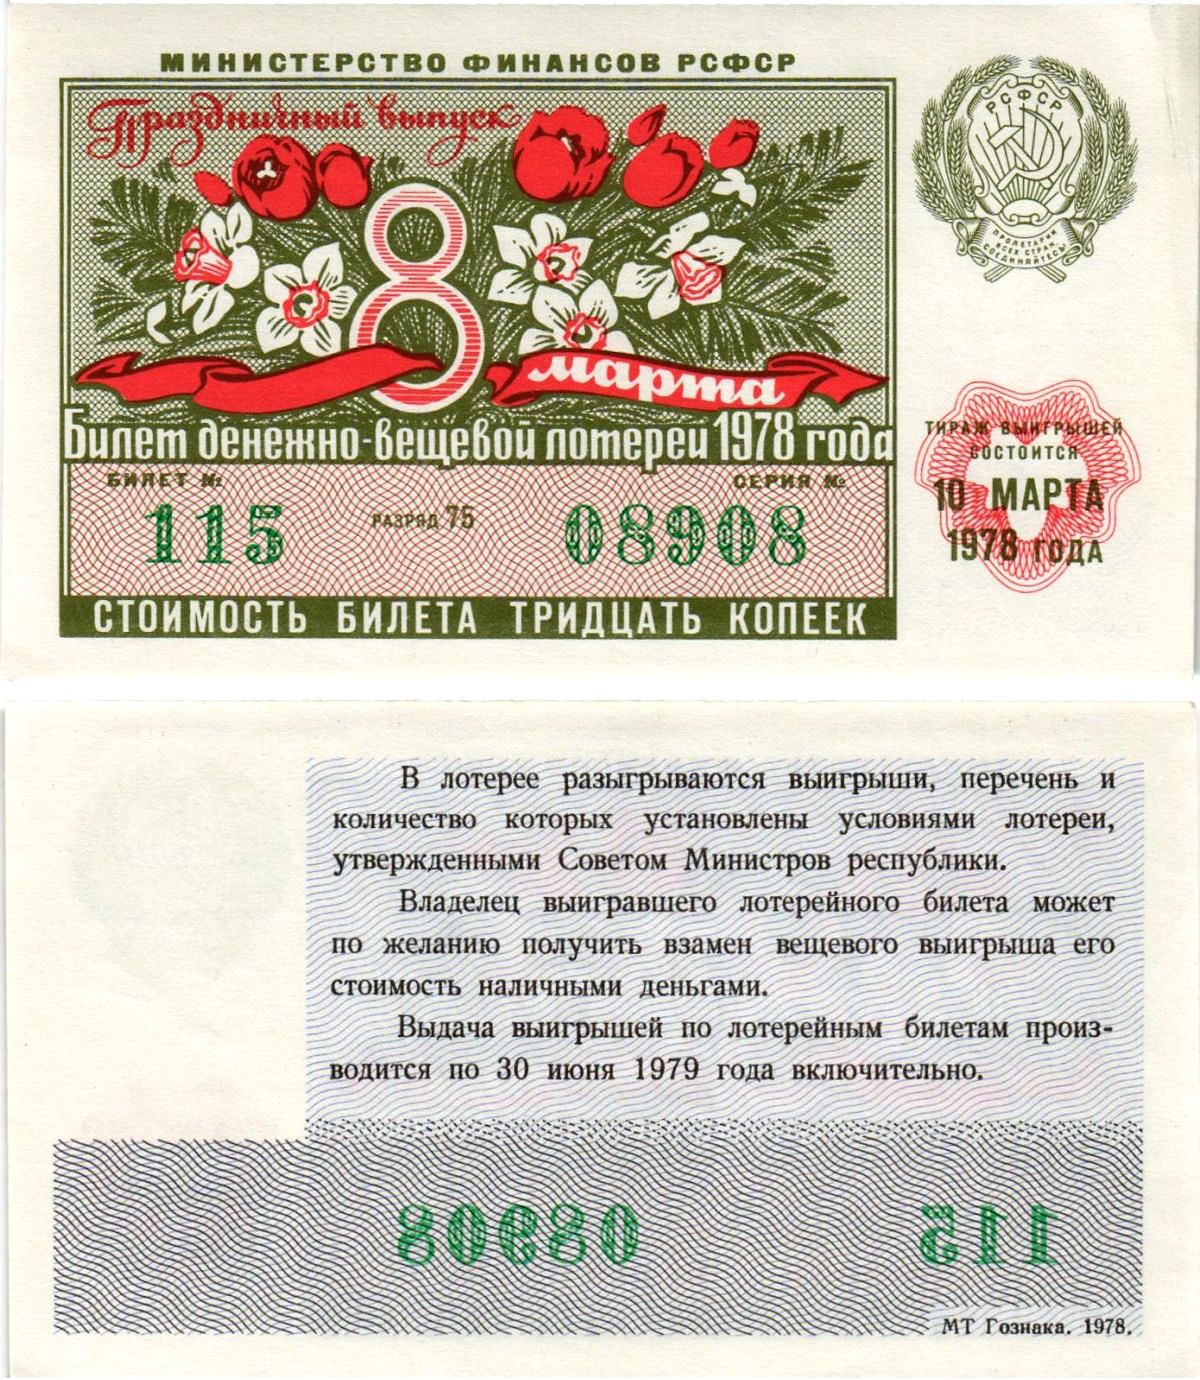 МИНИСТЕРСТВО ФИНАНСОВ РСФСР
Праздничный выпуск
8
марта
Билет денежно-вещевой лотереи 1978 года
БИЛЕТ №
СЕРИЯ №
115
РАЗРЯД 75
08908
СТОИМОСТЬ БИЛЕТА ТРИДЦАТЬ КОПЕЕК
РСФСР
ПРОЛЕТАРИИ
ВСЕХ СТРАН
СОЕДИНЯЙТЕСЬ!
ТИРАЖ ВЫИГРЫШЕЙ
СОСТОИТСЯ
10 МАРТА
1978 ГОДА
В лотерее разыгрываются выигрыши, перечень и
количество которых установлены условиями лотереи,
утвержденными Советом Министров республики.
Владелец выигравшего лотерейного билета может
по желанию получить взамен вещевого выигрыша его
стоимость наличными деньгами.
Выдача выигрышей по лотерейным билетам произ-
водится по 30 июня 1979 года включительно.
08908
115
МТ Гознака. 1978.